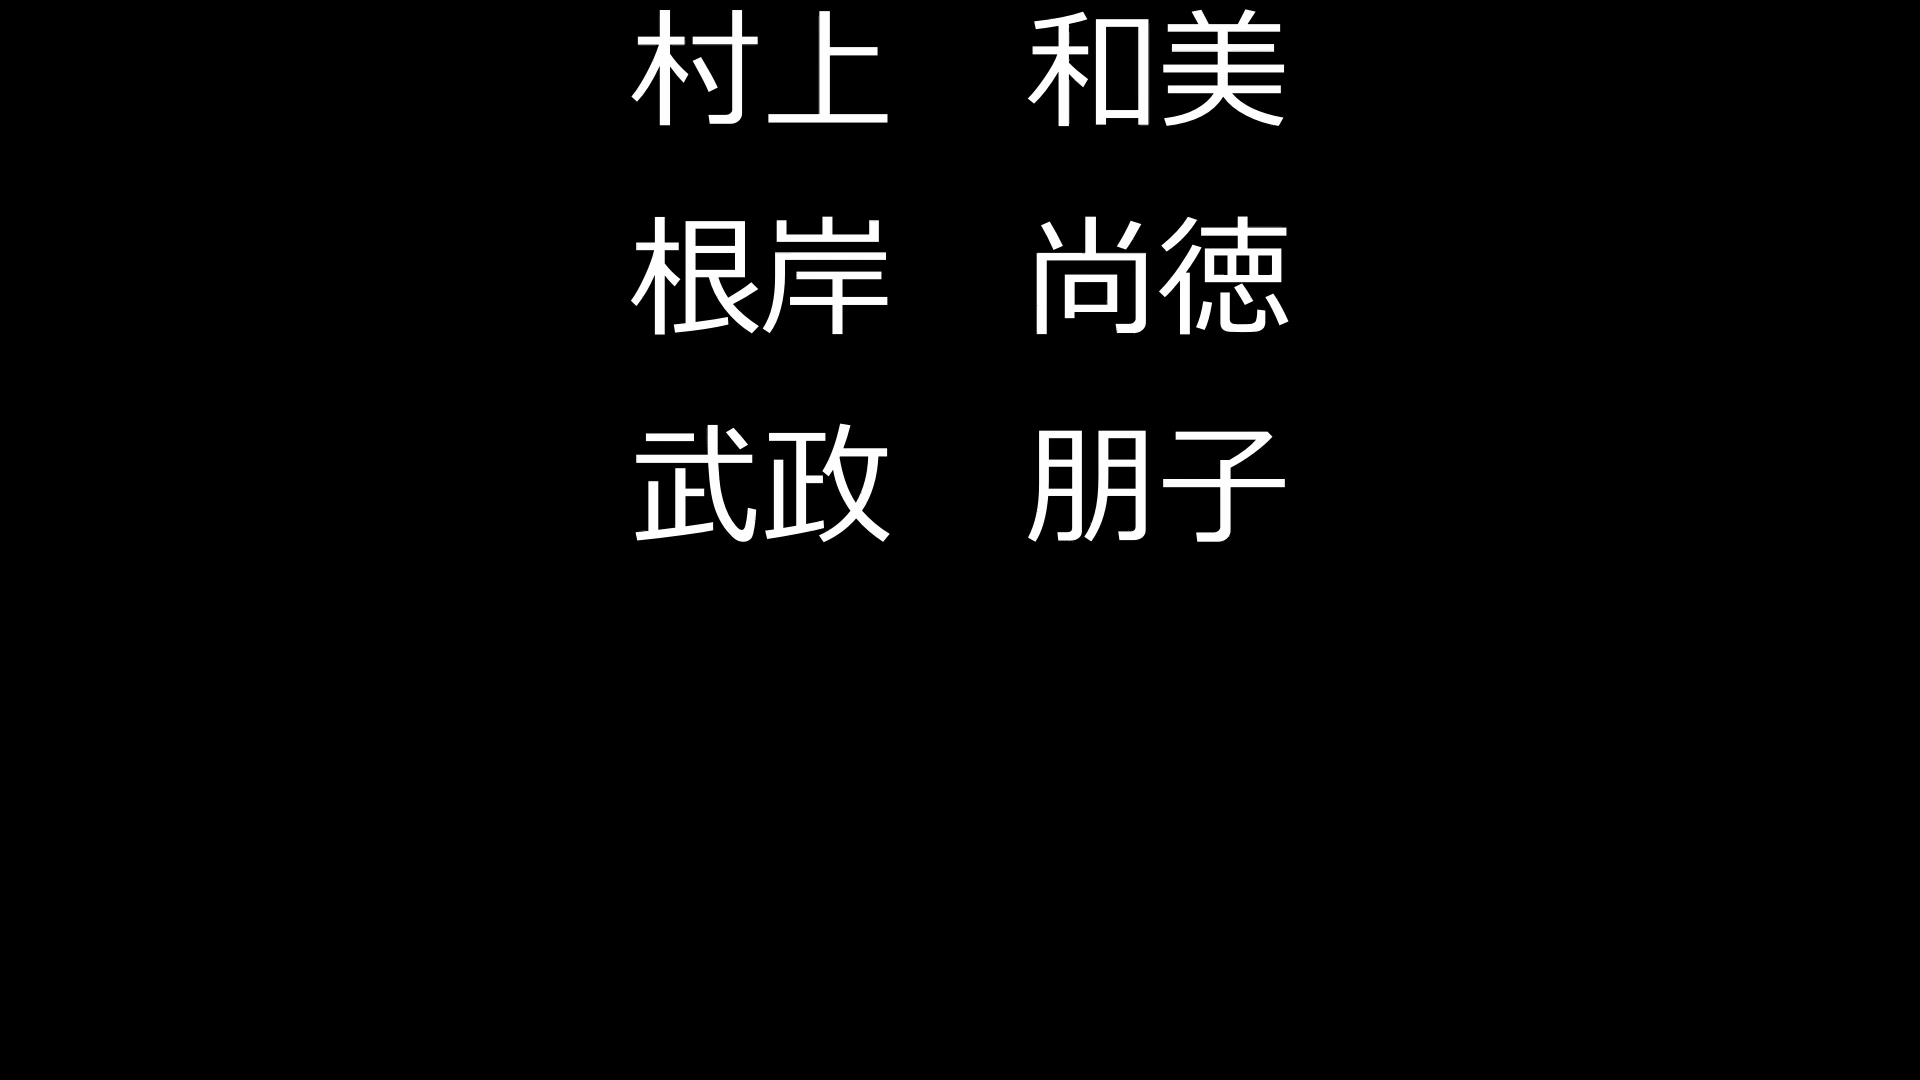 村上　和美
根岸　尚徳
武政　朋子